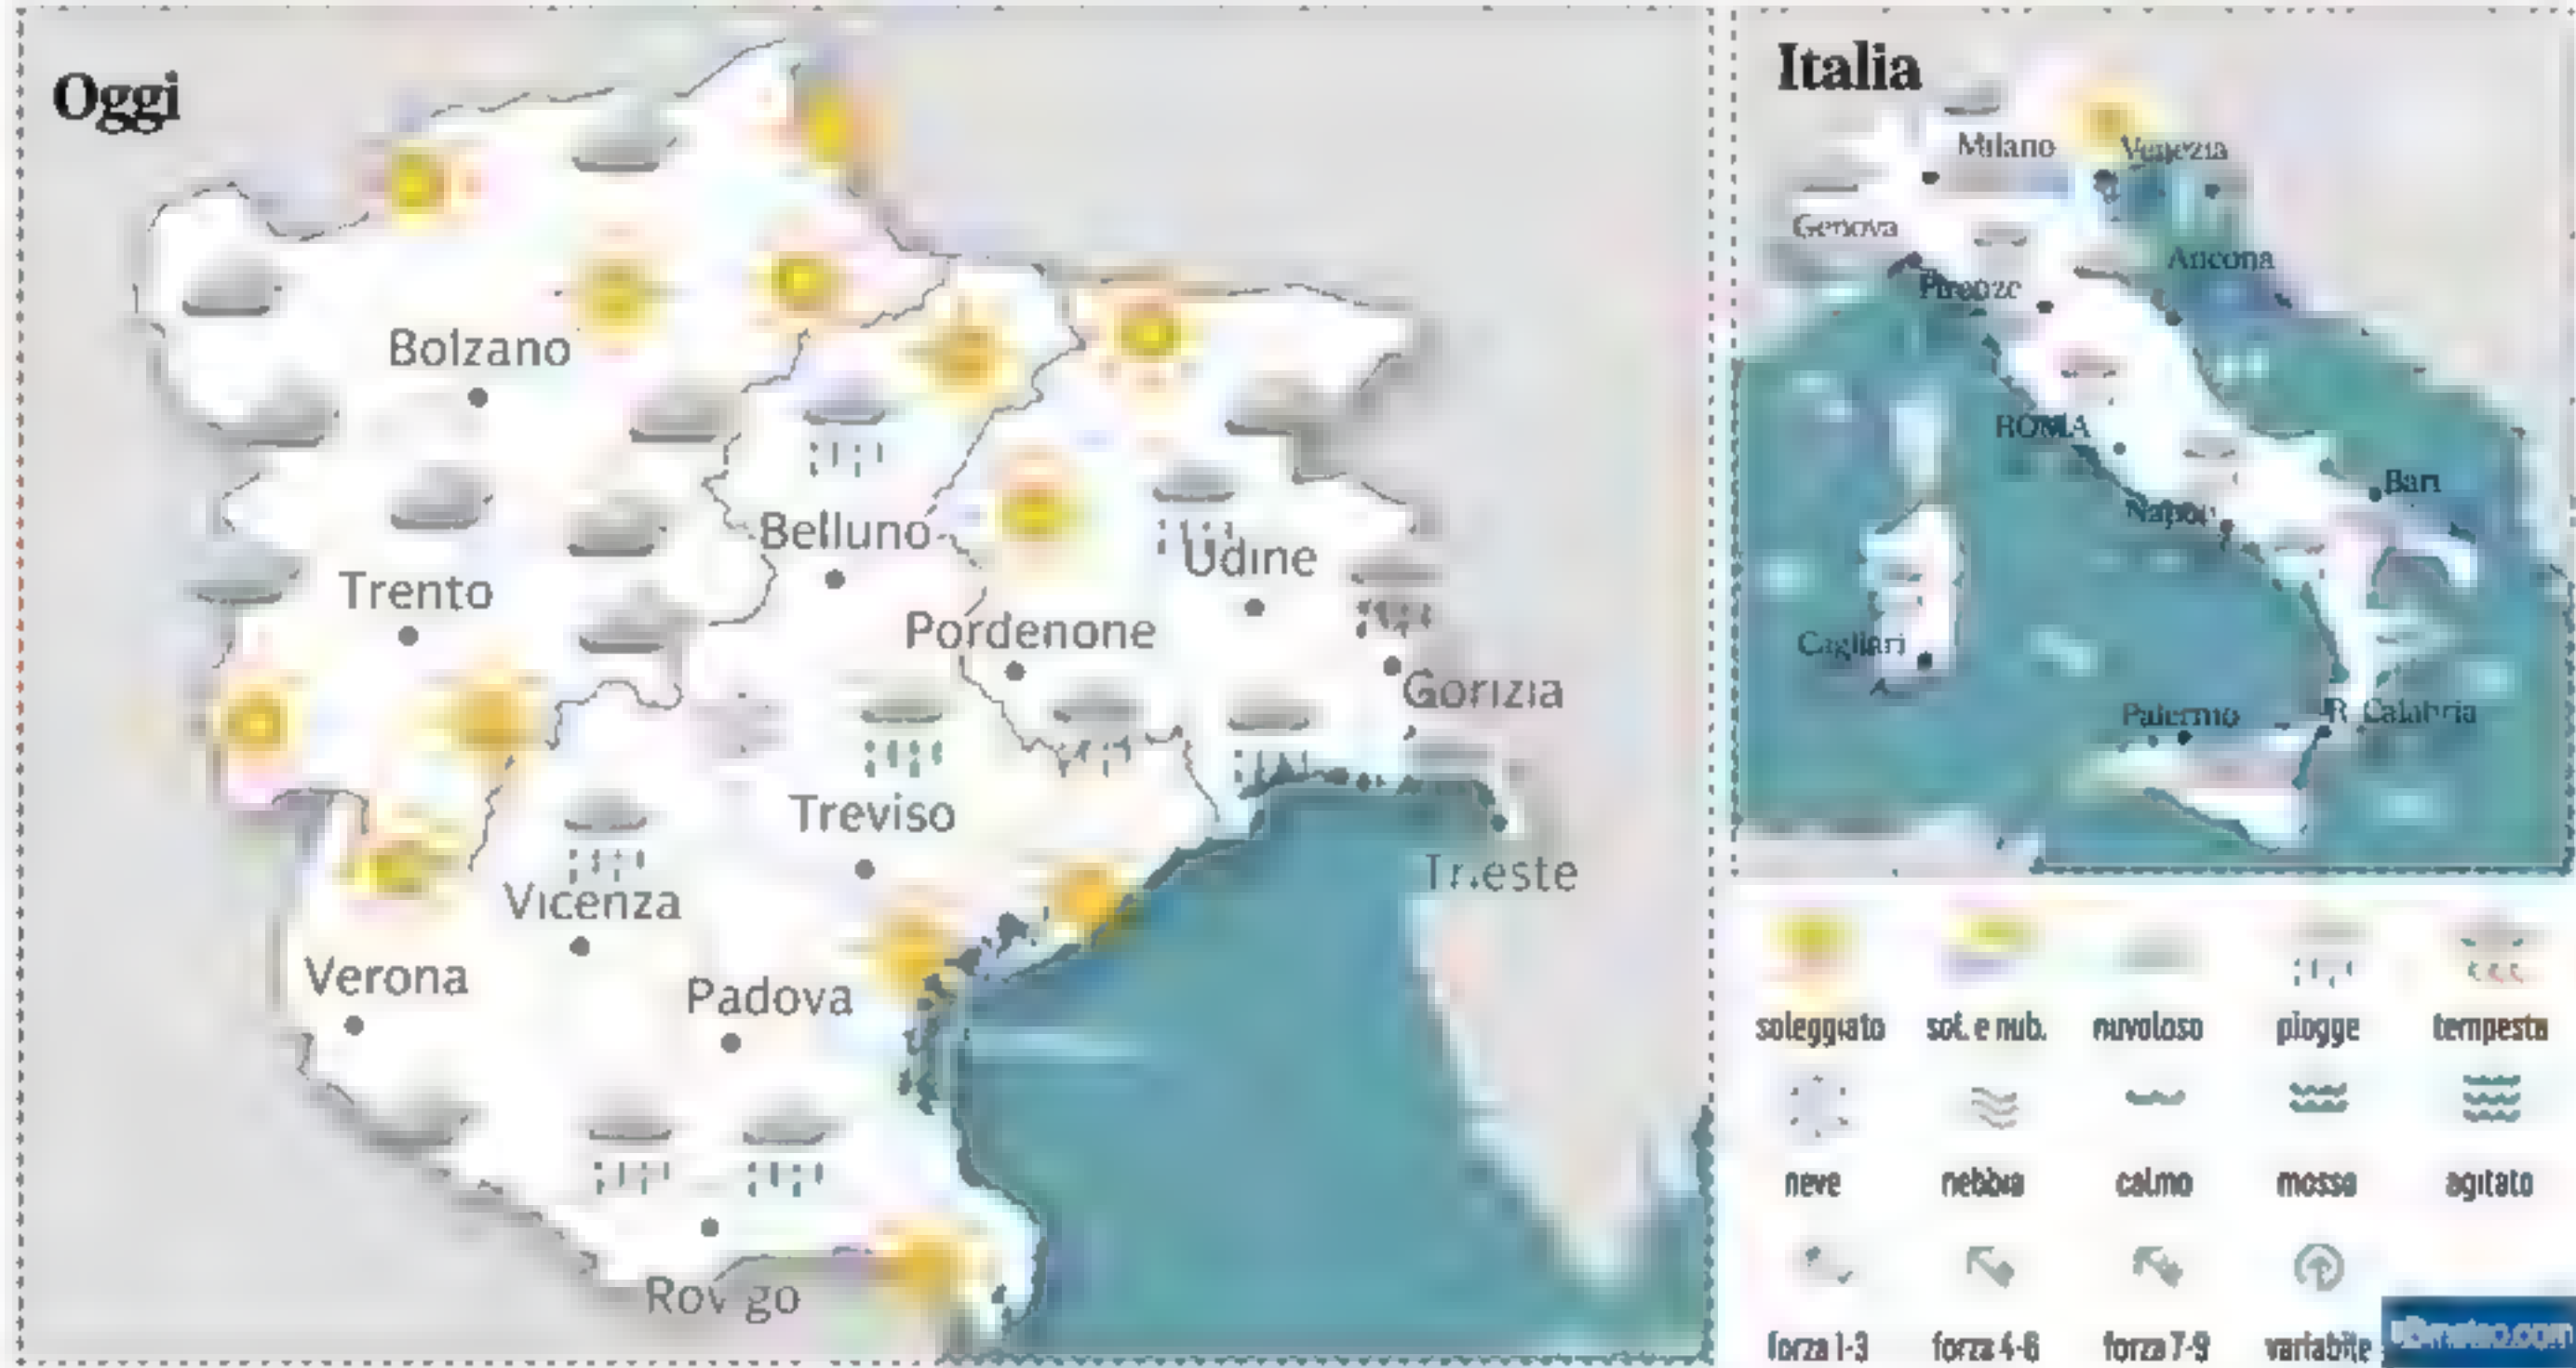 Oggi
Bolzano
Trento
Belluno
Udine
Pordenone
Gorizia
Treviso
Trieste
Vicenza
Verona
Padova
Rov go
Italia
Milano
Venezia
Genova
Firenze
Ancona
ROMA
Bari
Napoli
Cagliari
Palermo
R. Calabria
soleggiato sol. e nub. nuvoloso piogge tempesta
neve nebbia calmo mosso agitato
forza 1-3 forza 4-6 forza 7-9 variabile